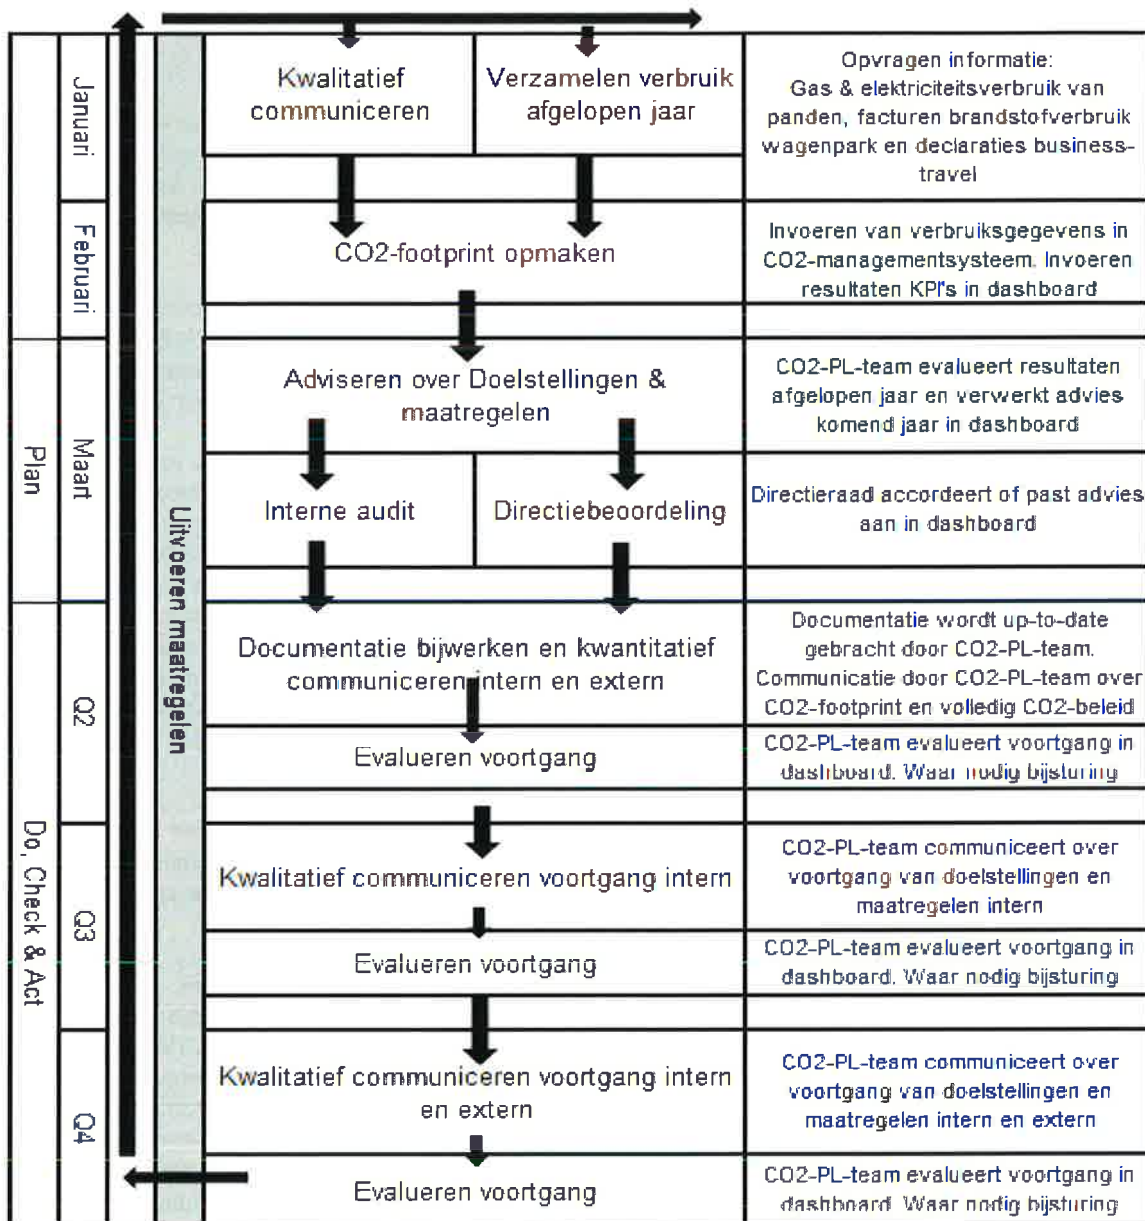 Januari
Kwalitatief
communiceren
Verzamelen verbruik
afgelopen jaar
Opvragen informatie:
Gas & elektriciteitsverbruik van
panden, facturen brandstofverbruik
wagenpark en declaraties business-
travel
Februari
CO2-footprint opmaken
Invoeren van verbruiksgegevens in
CO2-managementsysteem. Invoeren
resultaten KPI's in dashboard
Plan
Maart
Adviseren over Doelstellingen &
maatregelen
CO2-PL-team evalueert resultaten
afgelopen jaar en verwerkt advies
komend jaar in dashboard
Interne audit
Directiebeoordeling
Directieraad accordeert of past advies
aan in dashboard
Uitvoeren maatregelen
Do, Check & Act
Q2
Documentatie bijwerken en kwantitatief
communiceren intern en extern
Documentatie wordt up-to-date
gebracht door CO2-PL-team.
Communicatie door CO2-PL-team over
CO2-footprint en volledig CO2-beleid
Evalueren voortgang
CO2-PL-team evalueert voortgang in
dashboard. Waar nodig bijsturing
Q3
Kwalitatief communiceren voortgang intern
CO2-PL-team communiceert over
voortgang van doelstellingen en
maatregelen intern
Evalueren voortgang
CO2-PL-team evalueert voortgang in
dashboard. Waar nodig bijsturing
Q4
Kwalitatief communiceren voortgang intern
en extern
CO2-PL-team communiceert over
voortgang van doelstellingen en
maatregelen intern en extern
Evalueren voortgang
CO2-PL-team evalueert voortgang in
dashboard. Waar nodig bijsturing